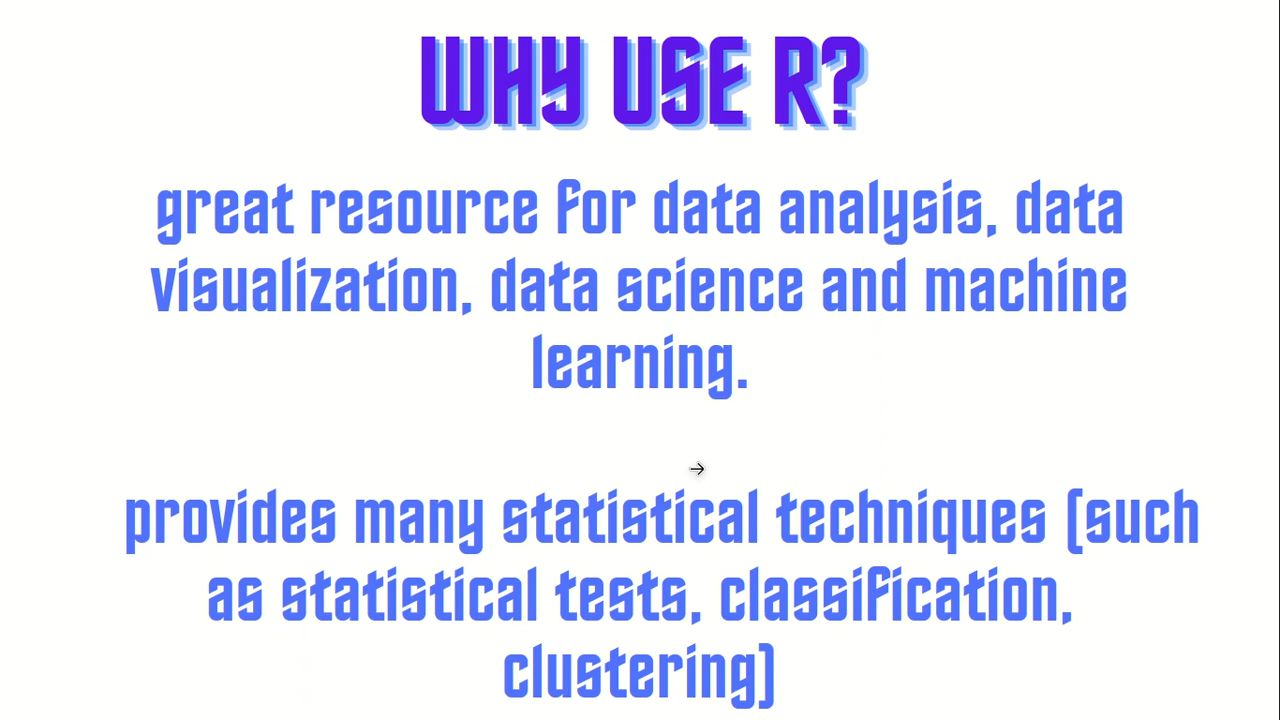 WHY USE R?
great resource for data analysis, data
visualization, data science and machine
learning.
provides many statistical techniques (such
as statistical tests, classification,
clustering)